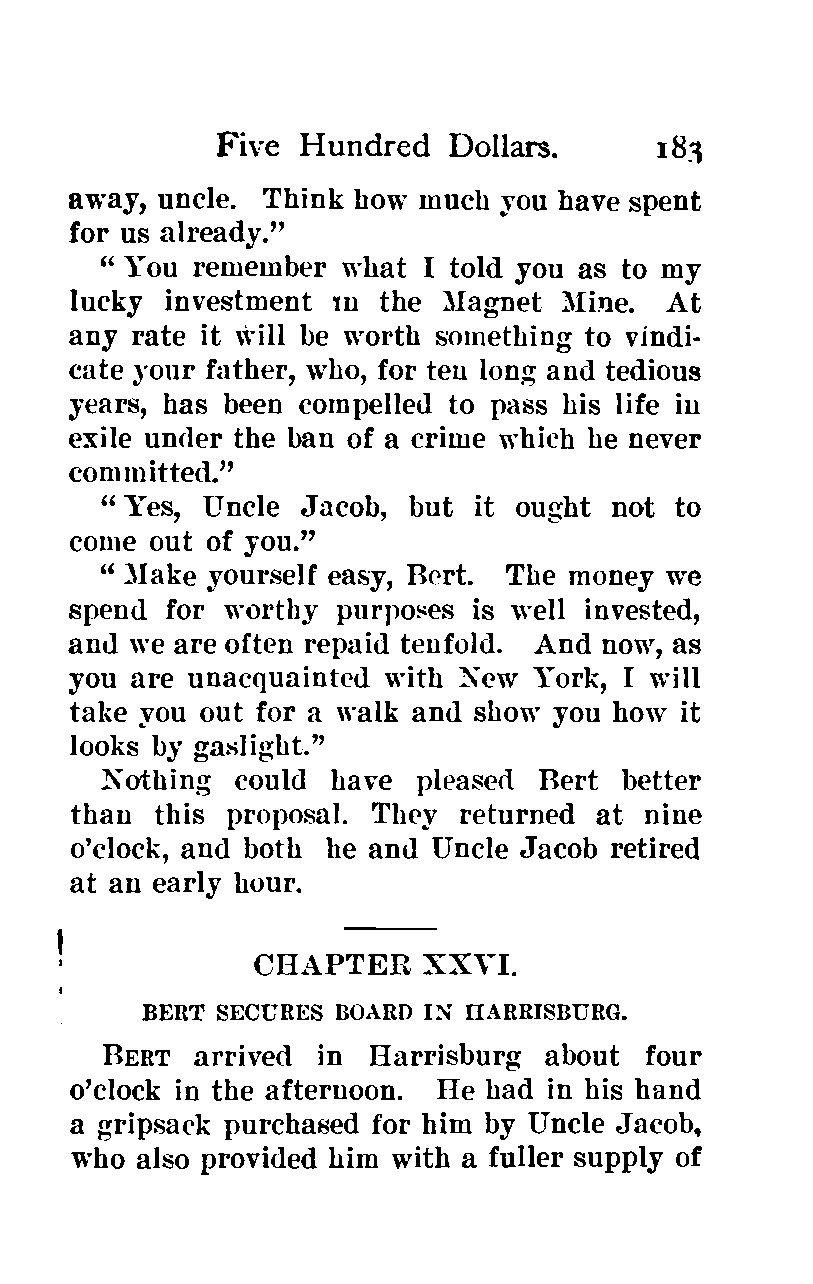 Five Hundred Dollars. 183
away, uncle. Think how much you have spent
for us already.”
“ You remember what I told you as to my
lucky investment in the Magnet Mine. At
any rate it will be worth something to vindi-
cate your father, who, for ten long and tedious
years, has been compelled to pass his life in
exile under the ban of a crime which he never
committed.”
“ Yes, Uncle Jacob, but it ought not to
come out of you.”
“ Make yourself easy, Bert. The money we
spend for worthy purposes is well invested,
and we are often repaid tenfold. And now, as
you are unacquainted with New York, I will
take you out for a walk and show you how it
looks by gaslight.”
Nothing could have pleased Bert better
than this proposal. They returned at nine
o’clock, and both he and Uncle Jacob retired
at an early hour.
CHAPTER XXVI.
BERT SECURES BOARD IN HARRISBURG.
BERT arrived in Harrisburg about four
o’clock in the afternoon. He had in his hand
a gripsack purchased for him by Uncle Jacob,
who also provided him with a fuller supply of